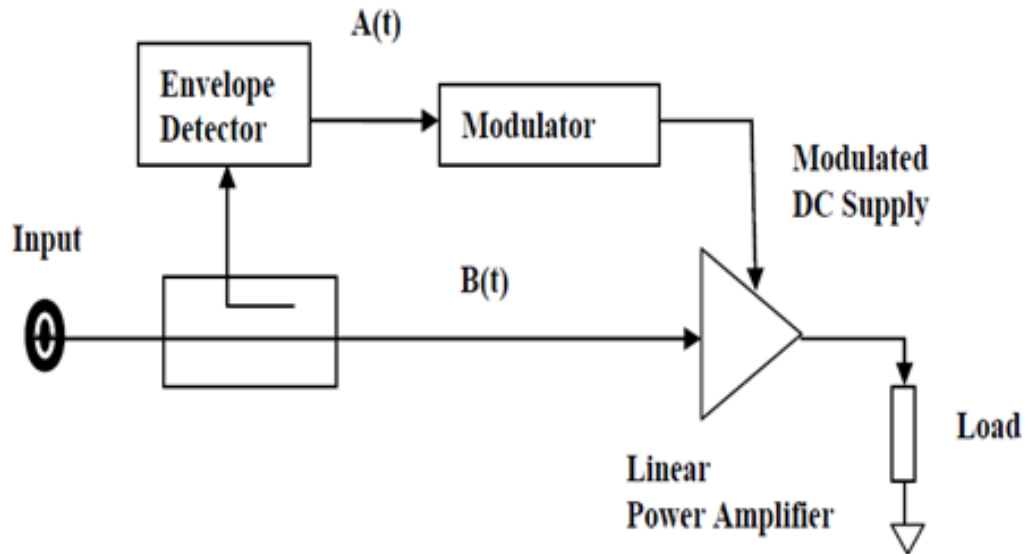 A(t)
Envelope
Detector
Modulator
Modulated
DC Supply
Input
B(t)
Linear
Power Amplifier
Load